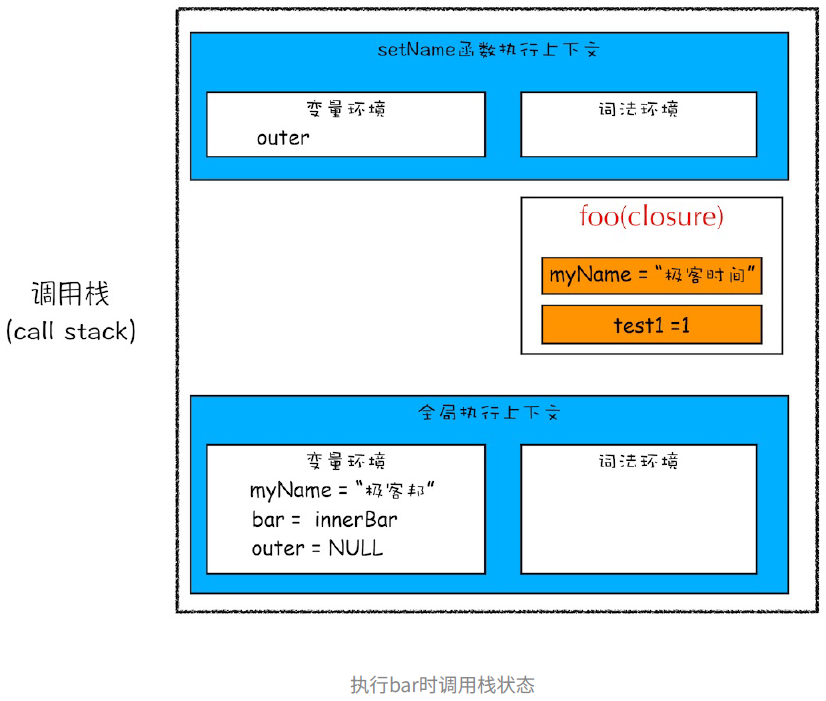 setName函数执行上下文
变量环境
outer
词法环境
foo(closure)
myName = “极客时间”
test1 =1
调用栈
(call stack)
全局执行上下文
变量环境
myName = “极客邦”
bar = innerBar
outer = NULL
词法环境
执行bar时调用栈状态